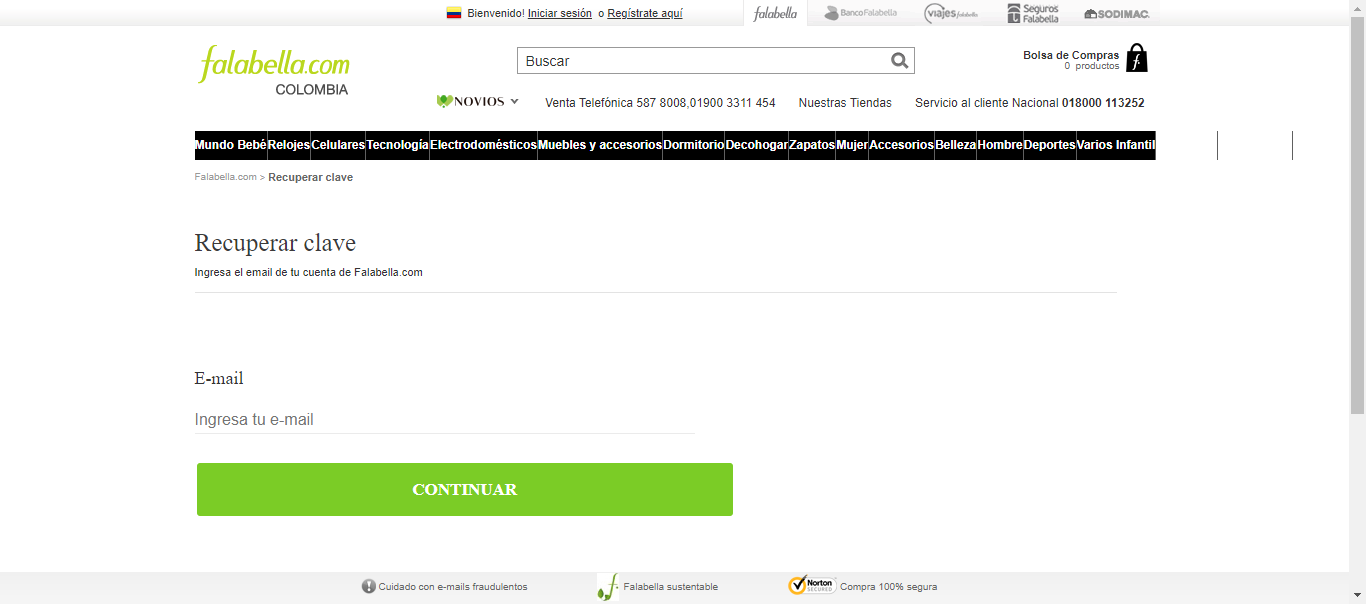 Bienvenido! Iniciar sesión o Regístrate aquí
falabella
BancoFalabella
viajes falabella
Seguros Falabella
SODIMAC
falabella.com
COLOMBIA
Buscar
Bolsa de Compras
0 productos
NOVIOS
Venta Telefónica 587 8008,01900 3311 454
Nuestras Tiendas
Servicio al cliente Nacional 018000 113252
Mundo Bebé Relojes Celulares Tecnología Electrodomésticos Muebles y accesorios Dormitorio Decohogar Zapatos Mujer Accesorios Belleza Hombre Deportes Varios Infantil
Falabella.com > Recuperar clave
Recuperar clave
Ingresa el email de tu cuenta de Falabella.com
E-mail
Ingresa tu e-mail
CONTINUAR
Cuidado con e-mails fraudulentos
Falabella sustentable
Norton
SECURED
Compra 100% segura